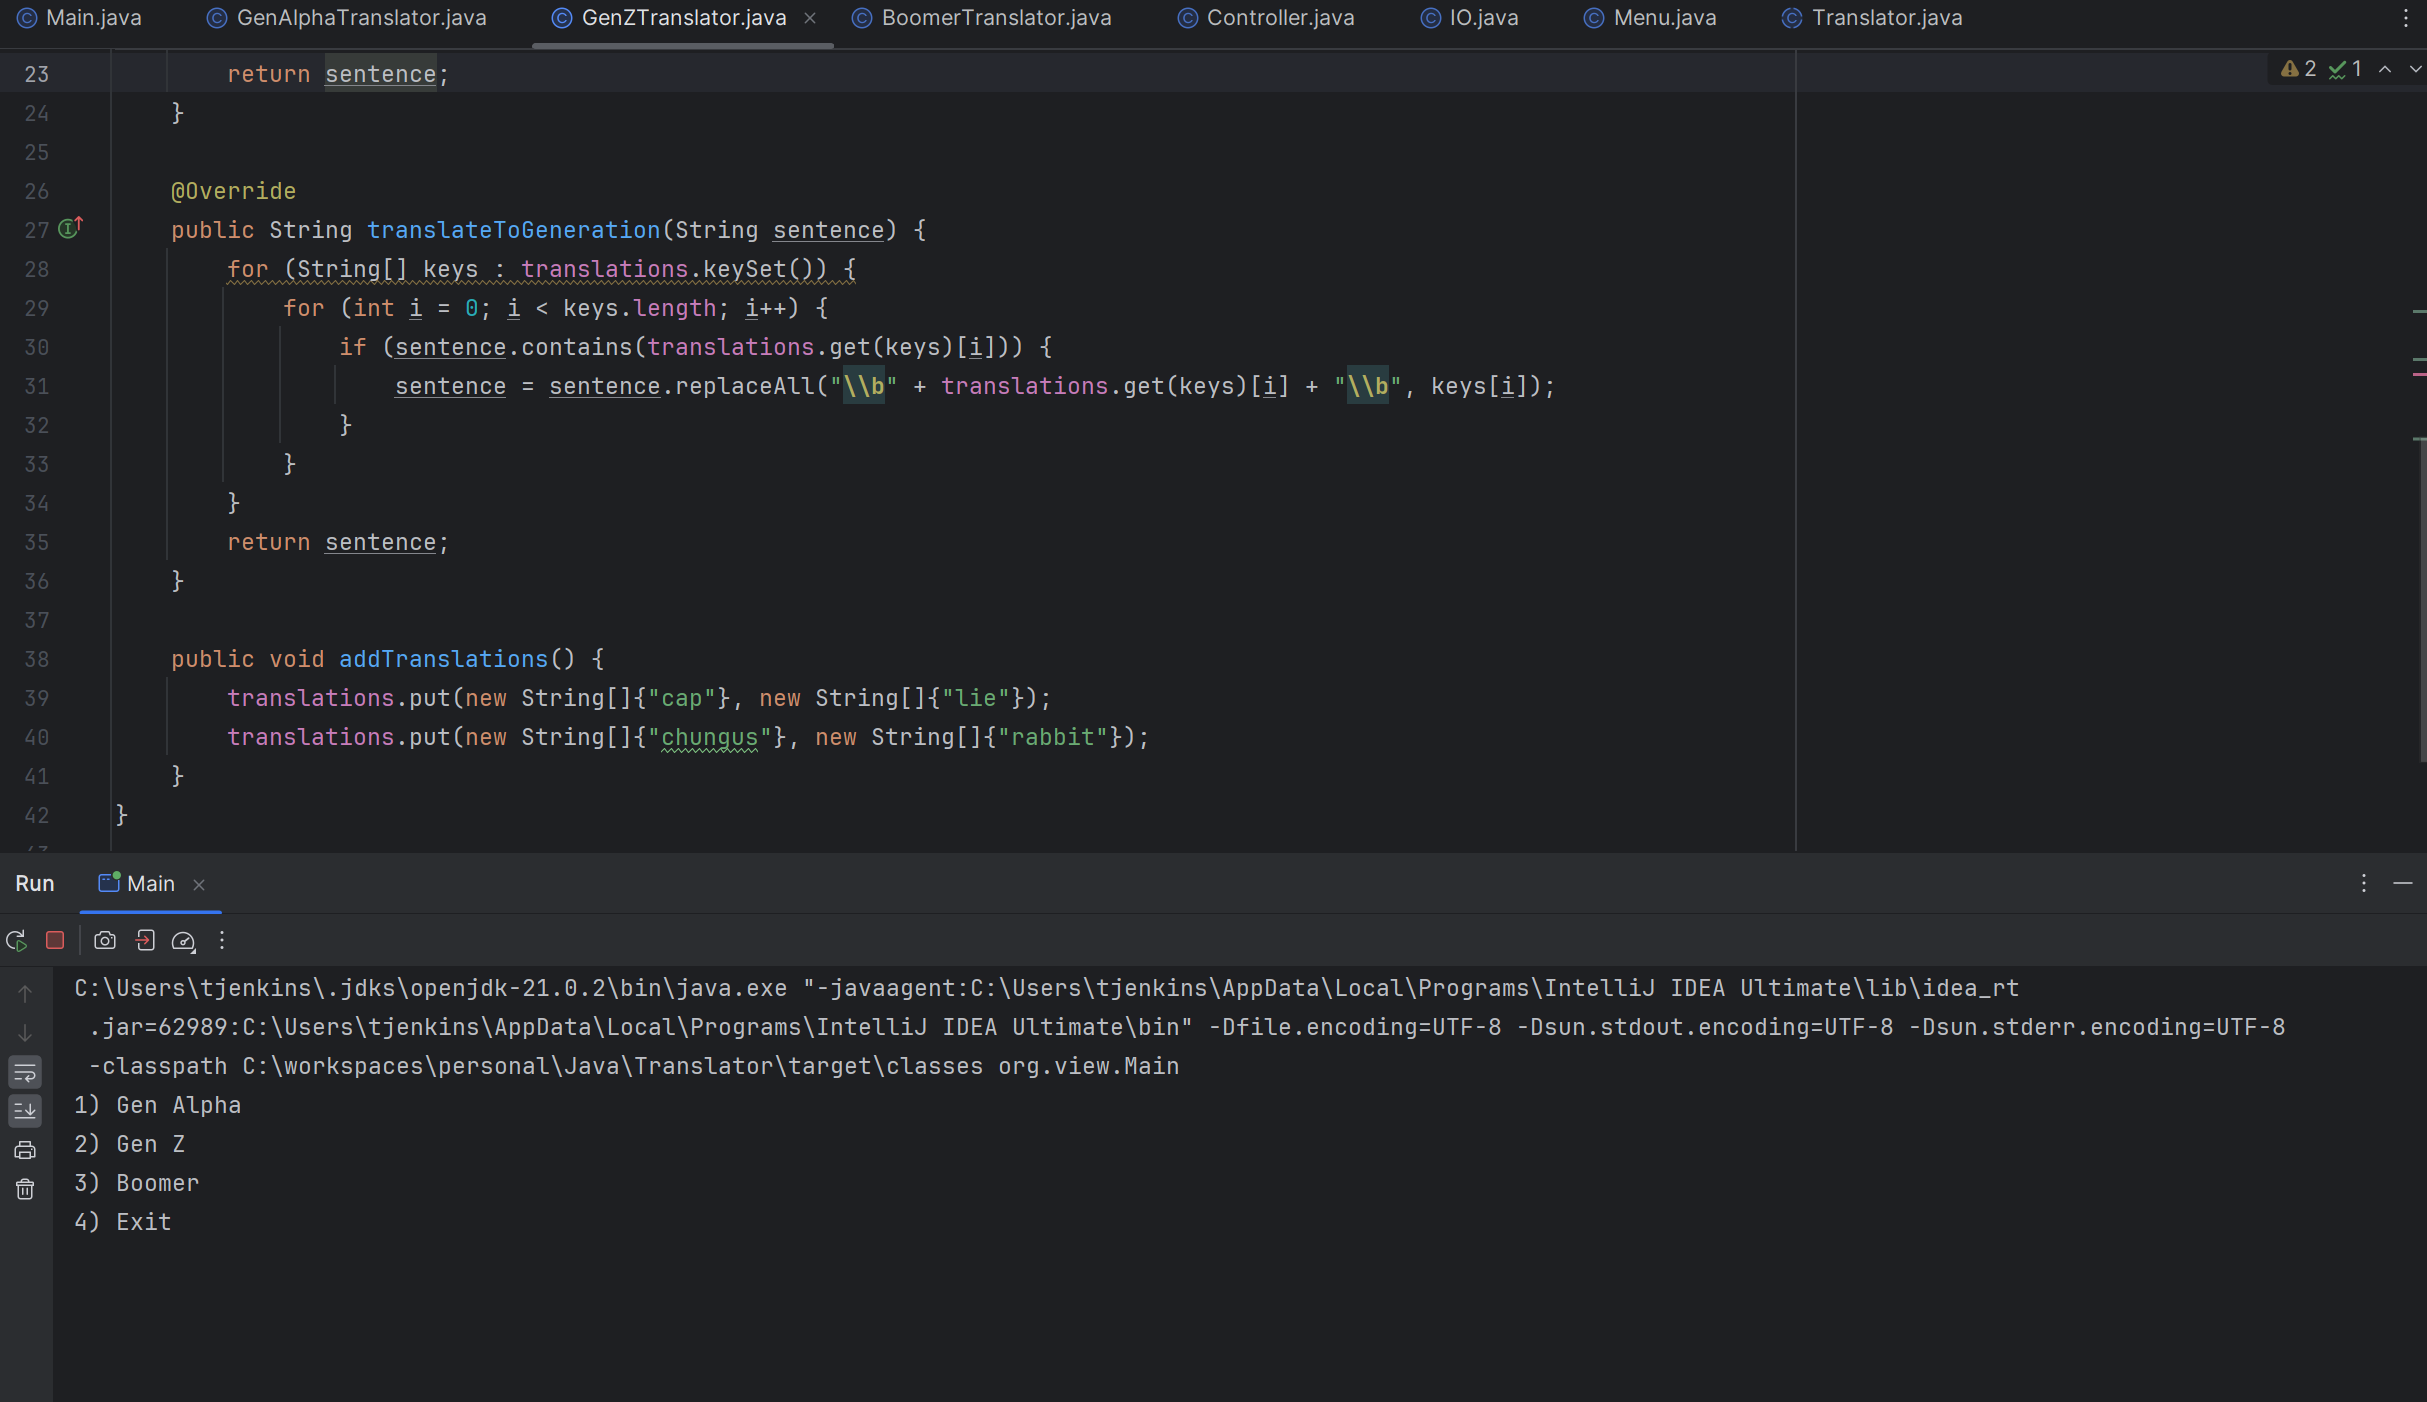 Main.java GenAlphaTranslator.java GenZTranslator.java BoomerTranslator.java Controller.java IO.java Menu.java Translator.java
23 return sentence; 2 1
24 }
25
26 @Override
27 public String translateToGeneration(String sentence) {
28 for (String[] keys : translations.keySet()) {
29 for (int i = 0; i < keys.length; i++) {
30 if (sentence.contains(translations.get(keys)[i])) {
31 sentence = sentence.replaceAll("\\b" + translations.get(keys)[i] + "\\b", keys[i]);
32 }
33 }
34 }
35 return sentence;
36 }
37
38 public void addTranslations() {
39 translations.put(new String[]{"cap"}, new String[]{"lie"});
40 translations.put(new String[]{"chungus"}, new String[]{"rabbit"});
41 }
42 }
Run Main
C:\Users\tjenkins\.jdks\openjdk-21.0.2\bin\java.exe "-javaagent:C:\Users\tjenkins\AppData\Local\Programs\IntelliJ IDEA Ultimate\lib\idea_rt
.jar=62989:C:\Users\tjenkins\AppData\Local\Programs\IntelliJ IDEA Ultimate\bin" -Dfile.encoding=UTF-8 -Dsun.stdout.encoding=UTF-8 -Dsun.stderr.encoding=UTF-8
-classpath C:\workspaces\personal\Java\Translator\target\classes org.view.Main
1) Gen Alpha
2) Gen Z
3) Boomer
4) Exit